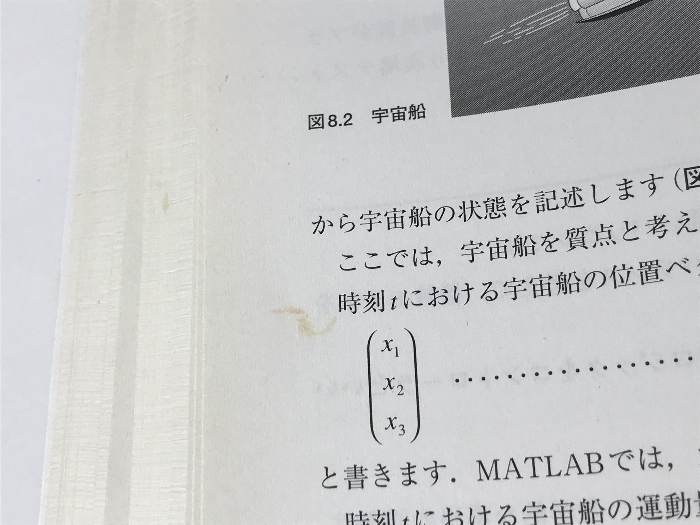 図8.2 宇宙船
から宇宙船の状態を記述します(図
ここでは,宇宙船を質点と考え
時刻tにおける宇宙船の位置ベ
x1
x2
x3
と書きます.MATLABでは,
時刻tにおける宇宙船の運動